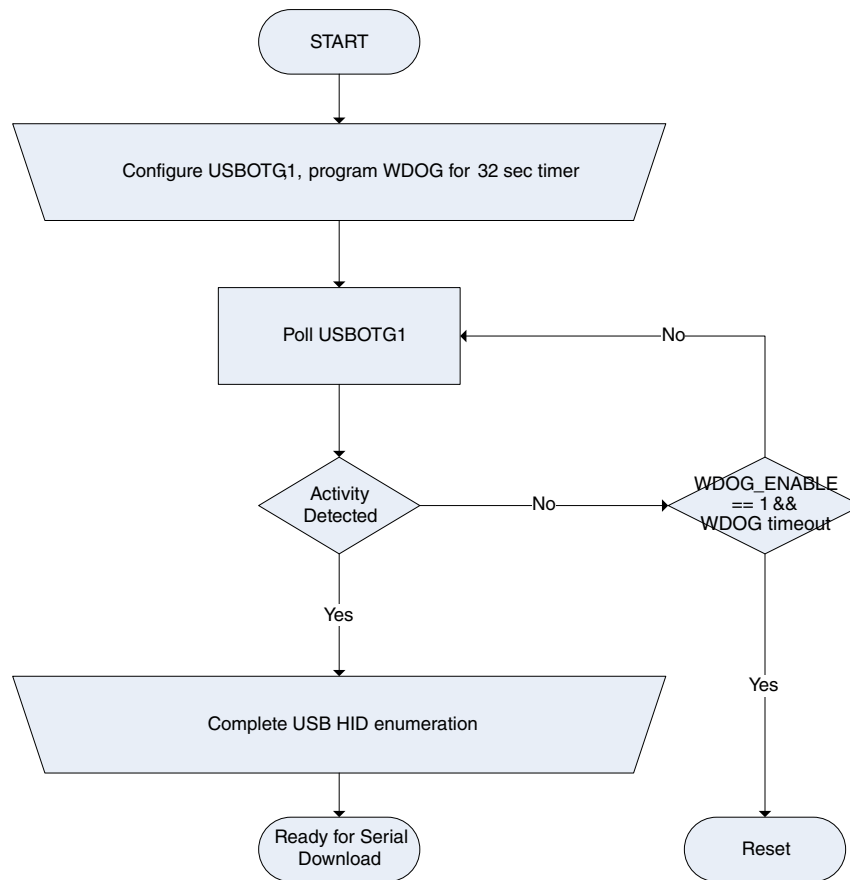 START
Configure USBOTG1, program WDOG for 32 sec timer
Poll USBOTG1
No
Activity
Detected
No
WDOG_ENABLE
== 1 &&
WDOG timeout
Yes
Yes
Complete USB HID enumeration
Ready for Serial
Download
Reset